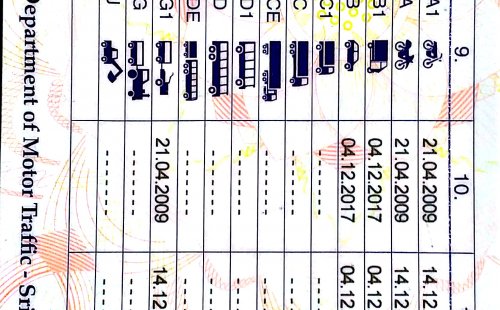 9. 10.
A1 21.04.2009 14.12
A 21.04.2009 14.12
B1 04.12.2017 04.12
B 04.12.2017 04.12
C1 --------
C --------
CE --------
D1 --------
D --------
DE --------
G1 21.04.2009 14.12
G --------
J --------
Department of Motor Traffic - Sri